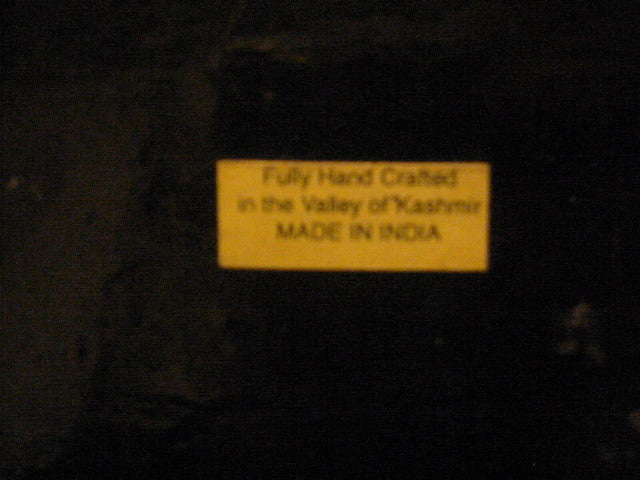 Fully Hand Crafted
in the Valley of Kashmir
MADE IN INDIA